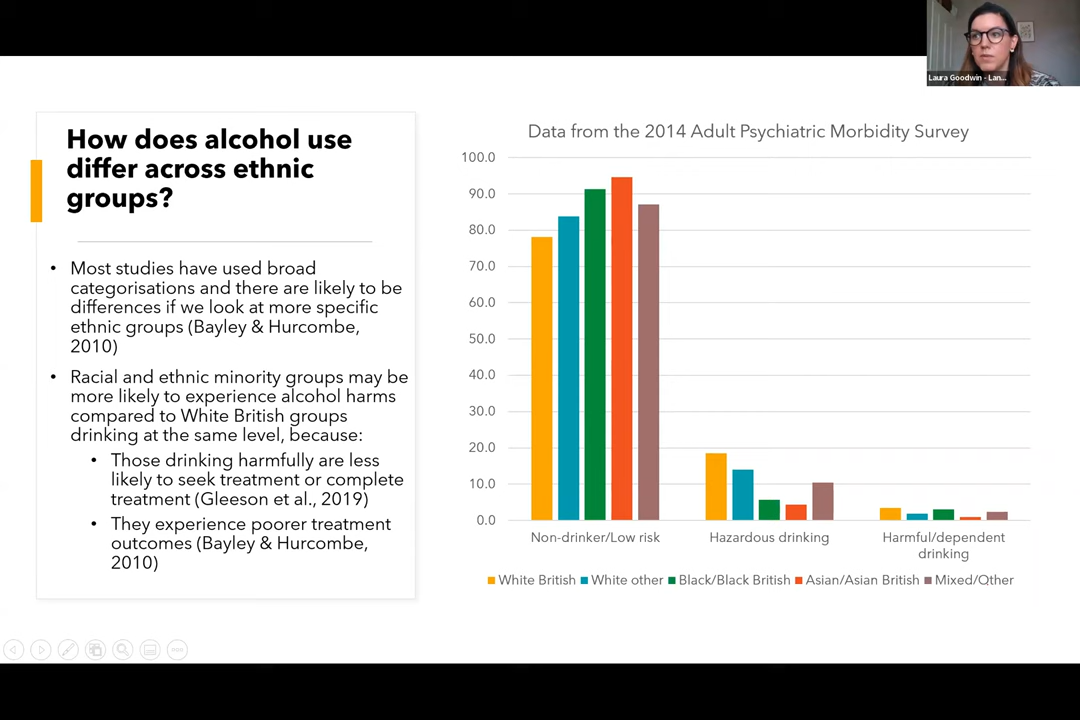 Laura Goodwin - Lan...
How does alcohol use
differ across ethnic
groups?
• Most studies have used broad
categorisations and there are likely to be
differences if we look at more specific
ethnic groups (Bayley & Hurcombe,
2010)
• Racial and ethnic minority groups may be
more likely to experience alcohol harms
compared to White British groups
drinking at the same level, because:
• Those drinking harmfully are less
likely to seek treatment or complete
treatment (Gleeson et al., 2019)
• They experience poorer treatment
outcomes (Bayley & Hurcombe,
2010)
Data from the 2014 Adult Psychiatric Morbidity Survey
100.0
90.0
80.0
70.0
60.0
50.0
40.0
30.0
20.0
10.0
0.0
Non-drinker/Low risk
Hazardous drinking
Harmful/dependent
drinking
White British White other Black/Black British Asian/Asian British Mixed/Other